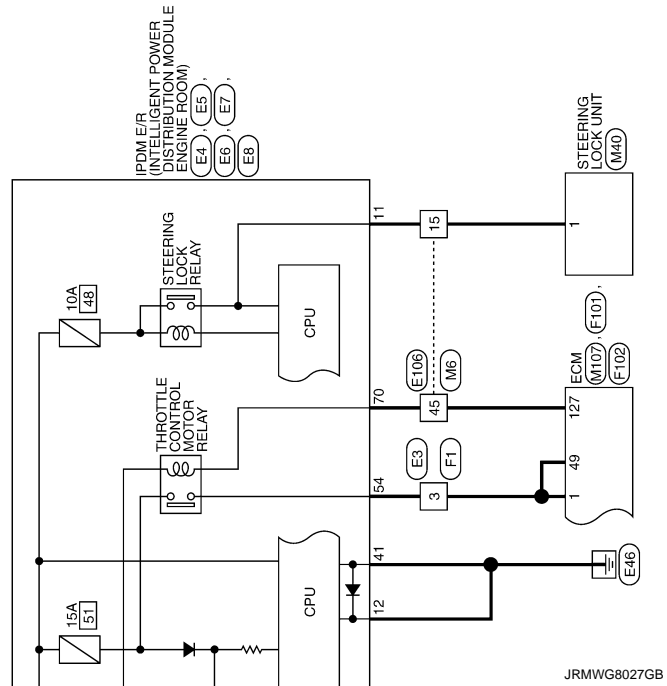 IPDM E/R
(INTELLIGENT POWER
DISTRIBUTION MODULE
ENGINE ROOM)
E4 , E5 ,
E6 , E7 ,
E8
10A
48
STEERING
LOCK
RELAY
CPU
11
15
STEERING
LOCK UNIT
M40
1
THROTTLE
CONTROL
MOTOR
RELAY
70
E106
45
M6
ECM
M107 , F101 ,
F102
127
49
1
54
E3
3
F1
15A
51
CPU
41
12
E46
JRMWG8027GB